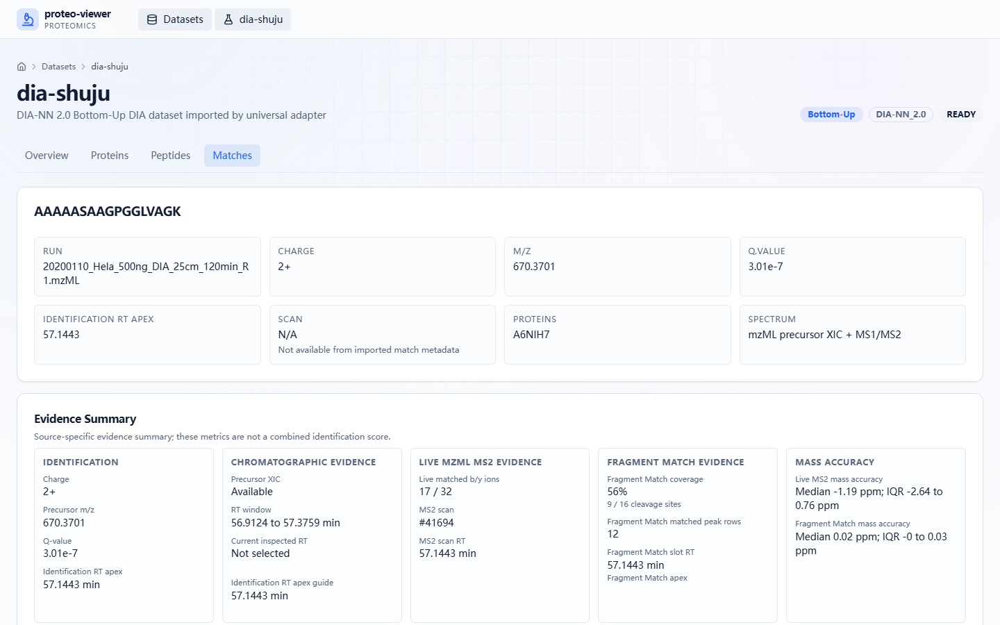 proteo-viewer
PROTEOMICS
Datasets
dia-shuju
Datasets
dia-shuju
dia-shuju
DIA-NN 2.0 Bottom-Up DIA dataset imported by universal adapter
Bottom-Up
DIA-NN_2.0
READY
Overview
Proteins
Peptides
Matches
AAAAASAAGPGGLVAGK
RUN
20200110_Hela_500ng_DIA_25cm_120min_R
1.mzML
CHARGE
2+
M/Z
670.3701
Q.VALUE
3.01e-7
IDENTIFICATION RT APEX
57.1443
SCAN
N/A
Not available from imported match metadata
PROTEINS
A6NIH7
SPECTRUM
mzML precursor XIC + MS1/MS2
Evidence Summary
Source-specific evidence summary; these metrics are not a combined identification score.
IDENTIFICATION
Charge
2+
Precursor m/z
670.3701
Q-value
3.01e-7
Identification RT apex
57.1443 min
CHROMATOGRAPHIC EVIDENCE
Precursor XIC
Available
RT window
56.9124 to 57.3759 min
Current inspected RT
Not selected
Identification RT apex guide
57.1443 min
LIVE MZML MS2 EVIDENCE
Live matched b/y ions
17 / 32
MS2 scan
#41694
MS2 scan RT
57.1443 min
FRAGMENT MATCH EVIDENCE
Fragment Match coverage
56%
9 / 16 cleavage sites
Fragment Match matched peak rows
12
Fragment Match slot RT
57.1443 min
Fragment Match apex
MASS ACCURACY
Live MS2 mass accuracy
Median -1.19 ppm; IQR -2.64 to
0.76 ppm
Fragment Match mass accuracy
Median 0.02 ppm; IQR -0 to 0.03
ppm